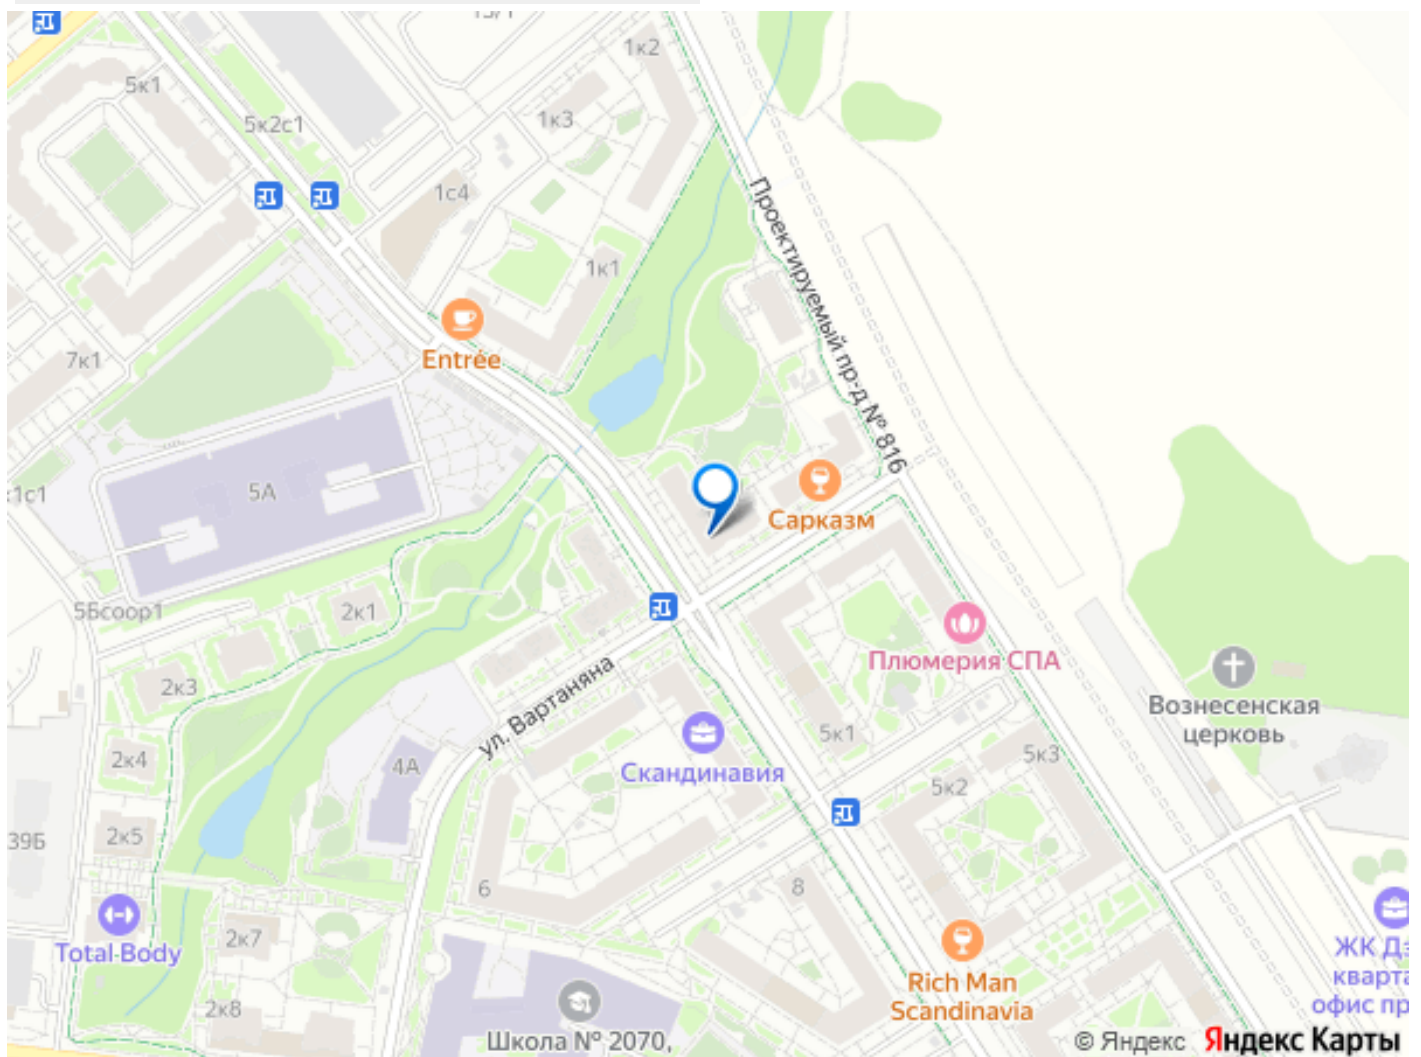 1к2
5к1
5к2с1
1к3
1с4
Проектируемый пр-д № 816
1к1
Entrée
7к1
5А
Сарказм
5Бсоор1
2к1
Плюмерия СПА
2к3
ул. Вартаняна
Вознесенская
церковь
5к1
2к4
4А
Скандинавия
5к3
5к2
39Б
2к5
6
8
Total-Body
2к7
Rich Man
Scandinavia
2к8
Школа № 2070,
офис
© Яндекс Яндекс Карты